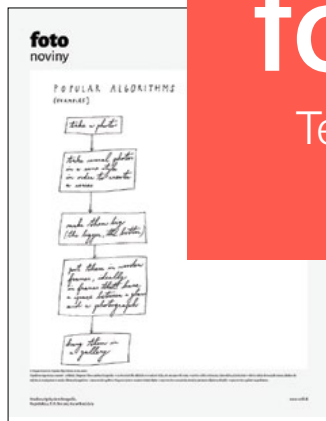 foto
noviny
POPULAR ALGORITHMS
(EXAMPLES)
take a photo
take usual photos
in a same style
in order to create
a series
make them big
(the bigger, the better)
put them in wooden
frames, ideally
in frames that have
a space between a glass
and a photograph
hang them in
a gallery
fo
Te